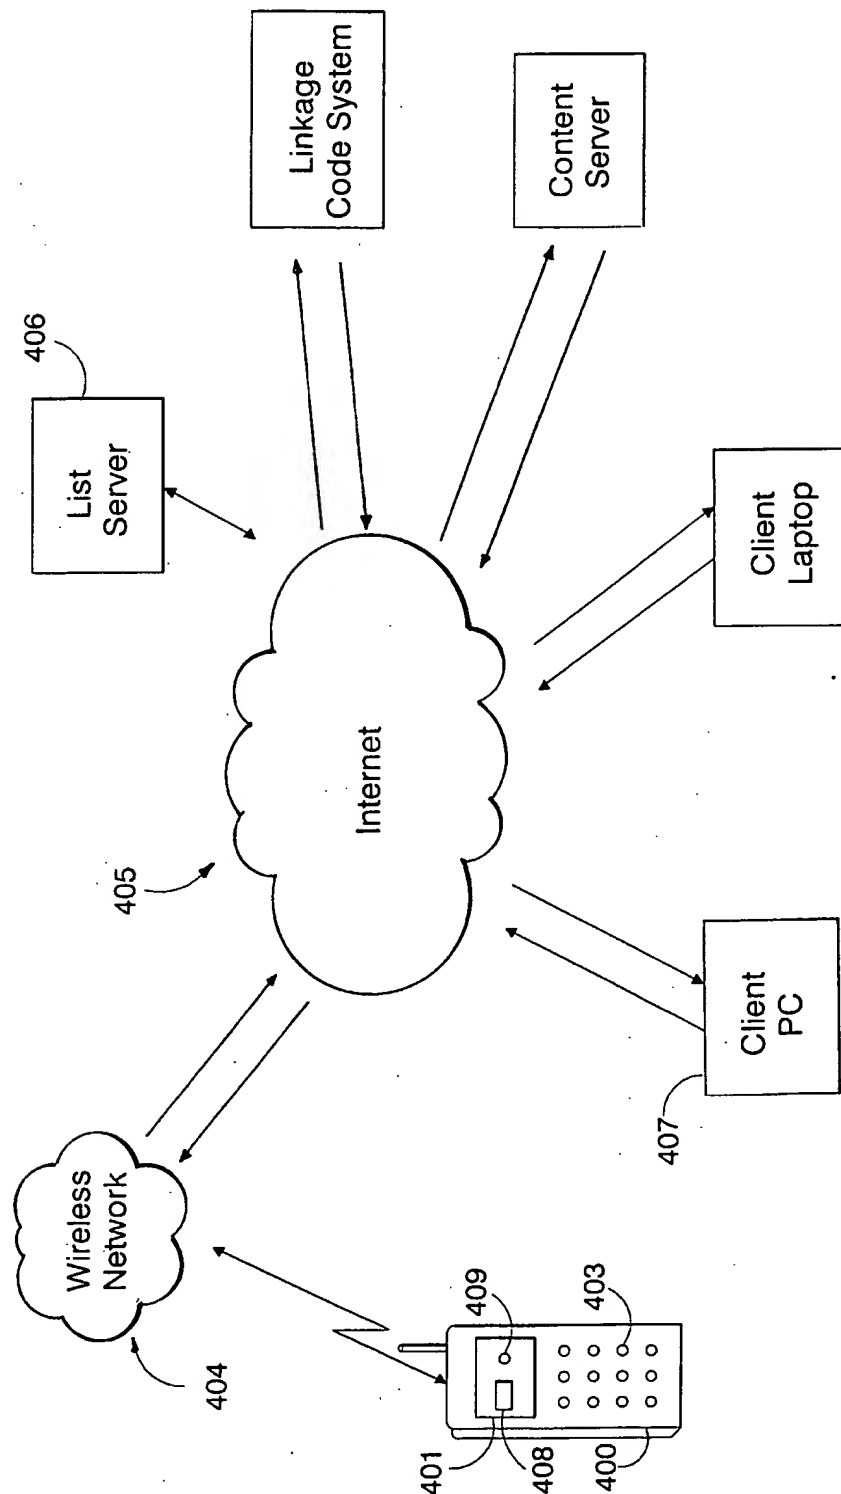 404
Wireless
Network
405
List
Server
406
Linkage
Code System
Internet
Content
Server
401
408
400
409
403
407
Client
PC
Client
Laptop